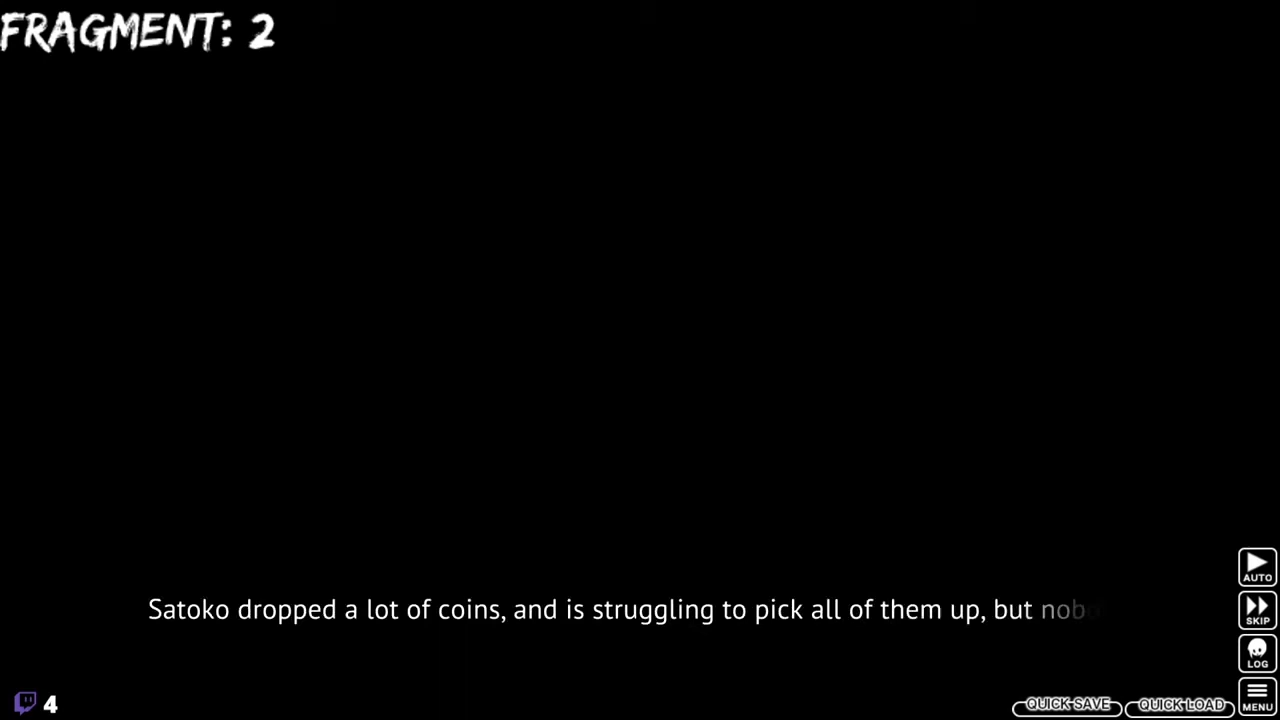 FRAGMENT: 2
AUTO
SKIP
Satoko dropped a lot of coins, and is struggling to pick all of them up, but
LOG
4
QUICK SAVE
QUICK LOAD
MENU